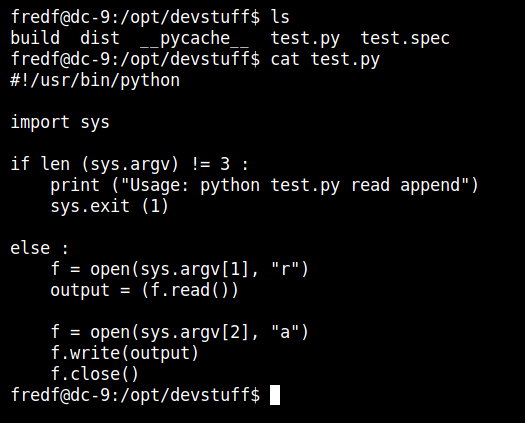 fredf@dc-9:/opt/devstuff$ ls
build  dist  __pycache__  test.py  test.spec
fredf@dc-9:/opt/devstuff$ cat test.py
#!/usr/bin/python

import sys

if len (sys.argv) != 3 :
    print ("Usage: python test.py read append")
    sys.exit (1)

else :
    f = open(sys.argv[1], "r")
    output = (f.read())

    f = open(sys.argv[2], "a")
    f.write(output)
    f.close()
fredf@dc-9:/opt/devstuff$